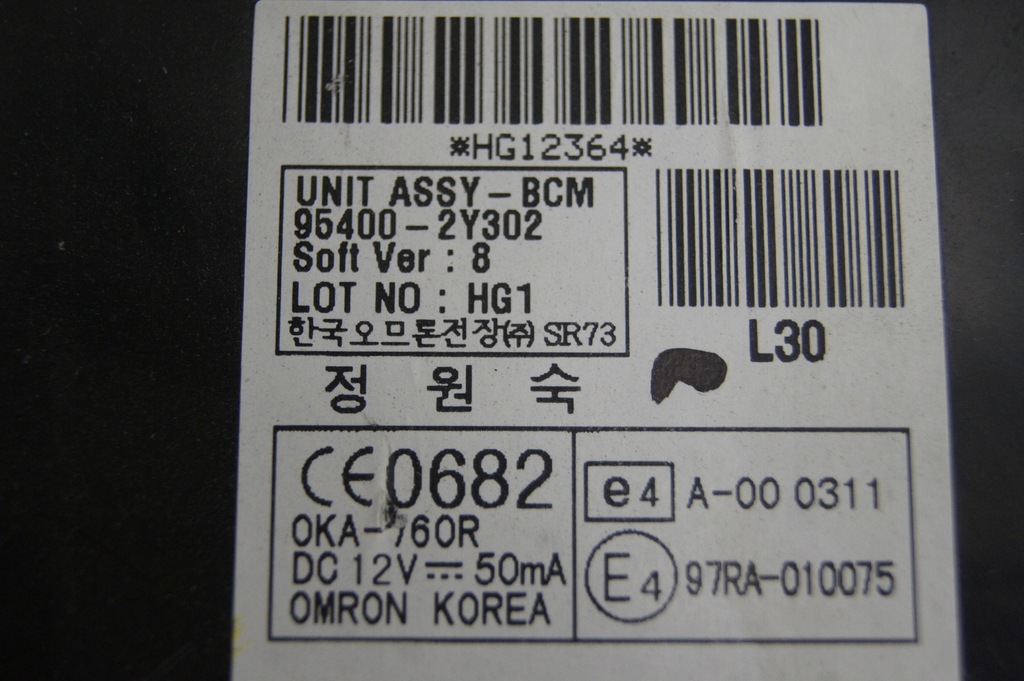 *HG12364*
UNIT ASSY-BCM
95400-2Y302
Soft Ver : 8
LOT NO : HG1
한국오므론전장㈜ SR73
L30
정 원 숙
CE0682
OKA-760R
DC 12V ⎓ 50mA
OMRON KOREA
e4 A-00 0311
E4 97RA-010075